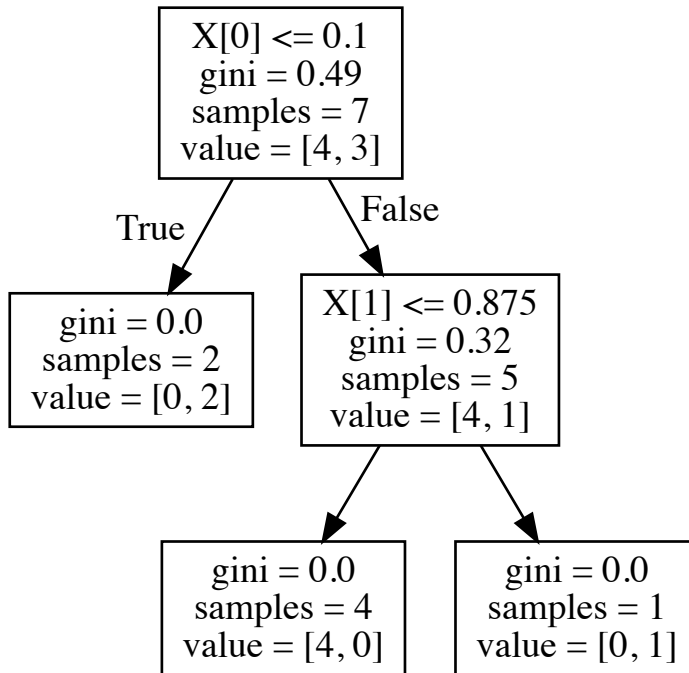 X[0] <= 0.1
gini = 0.49
samples = 7
value = [4, 3]
True
False
gini = 0.0
samples = 2
value = [0, 2]
X[1] <= 0.875
gini = 0.32
samples = 5
value = [4, 1]
gini = 0.0
samples = 4
value = [4, 0]
gini = 0.0
samples = 1
value = [0, 1]